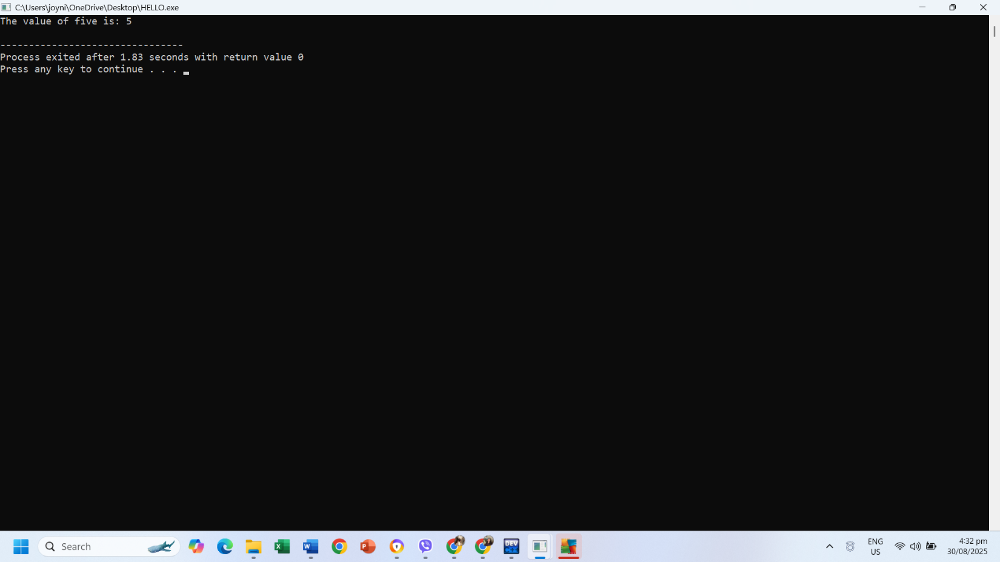 C:\Users\joyni\OneDrive\Desktop\HELLO.exe
The value of five is: 5
--------------------------------
Process exited after 1.83 seconds with return value 0
Press any key to continue . . .
Search
DEV
ENG
US
4:32 pm
30/08/2025